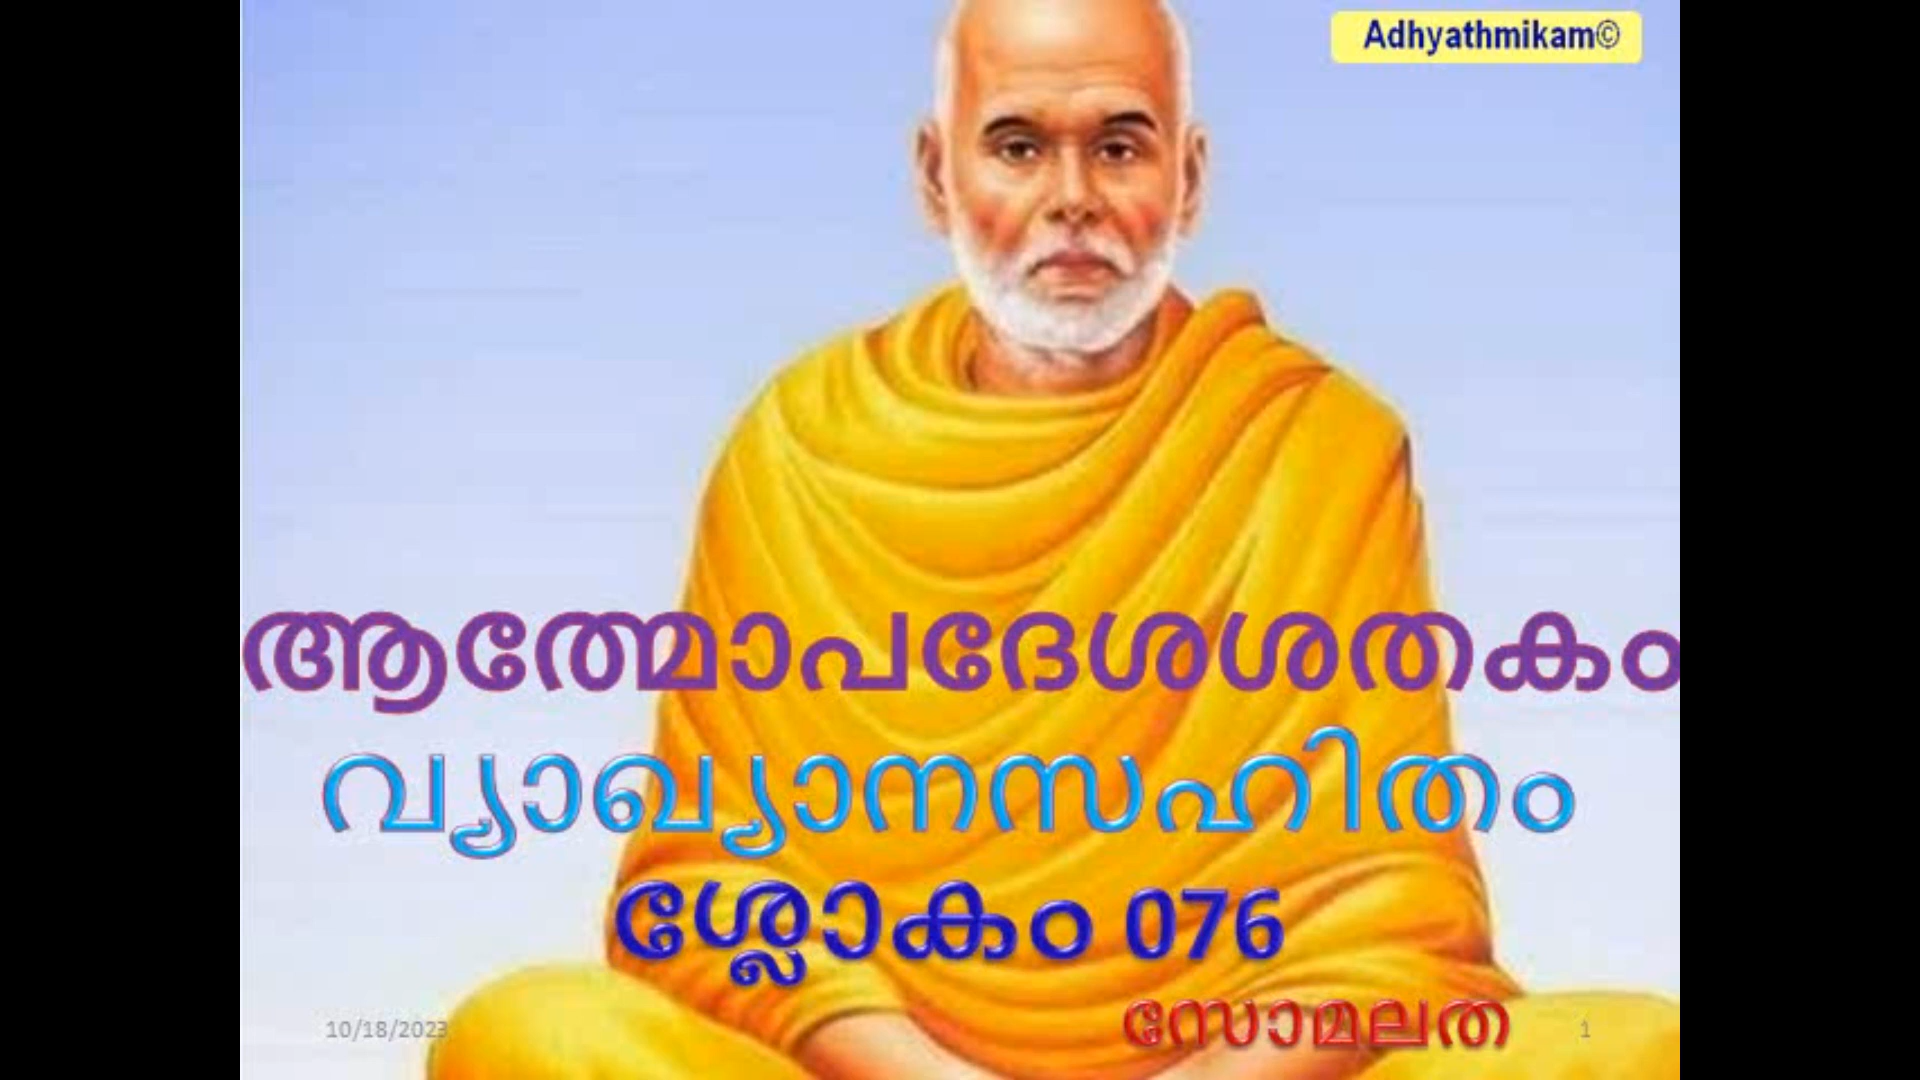 Adhyathmikam©
ആത്മോപദേശശതകം
വ്യാഖ്യാനസഹിതം
ശ്ലോകം 076
സോമലത
10/18/2023
1